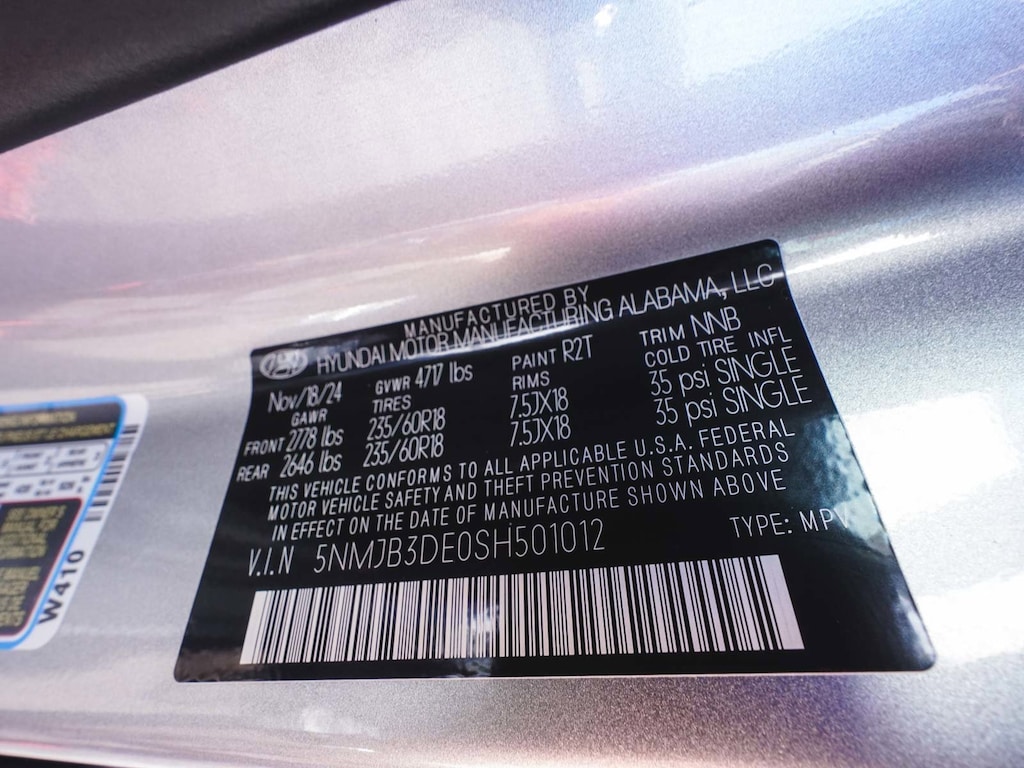 MANUFACTURED BY
HYUNDAI MOTOR MANUFACTURING ALABAMA, LLC
Nov/18/24 GVWR 4717 lbs PAINT R2T TRIM NNB
GAWR TIRES RIMS COLD TIRE INFL
FRONT 2778 lbs 235/60R18 7.5JX18 35 psi SINGLE
REAR 2646 lbs 235/60R18 7.5JX18 35 psi SINGLE
THIS VEHICLE CONFORMS TO ALL APPLICABLE U.S.A. FEDERAL
MOTOR VEHICLE SAFETY AND THEFT PREVENTION STANDARDS
IN EFFECT ON THE DATE OF MANUFACTURE SHOWN ABOVE
V.I.N 5NMJB3DE0SH501012 TYPE: MPV
W410